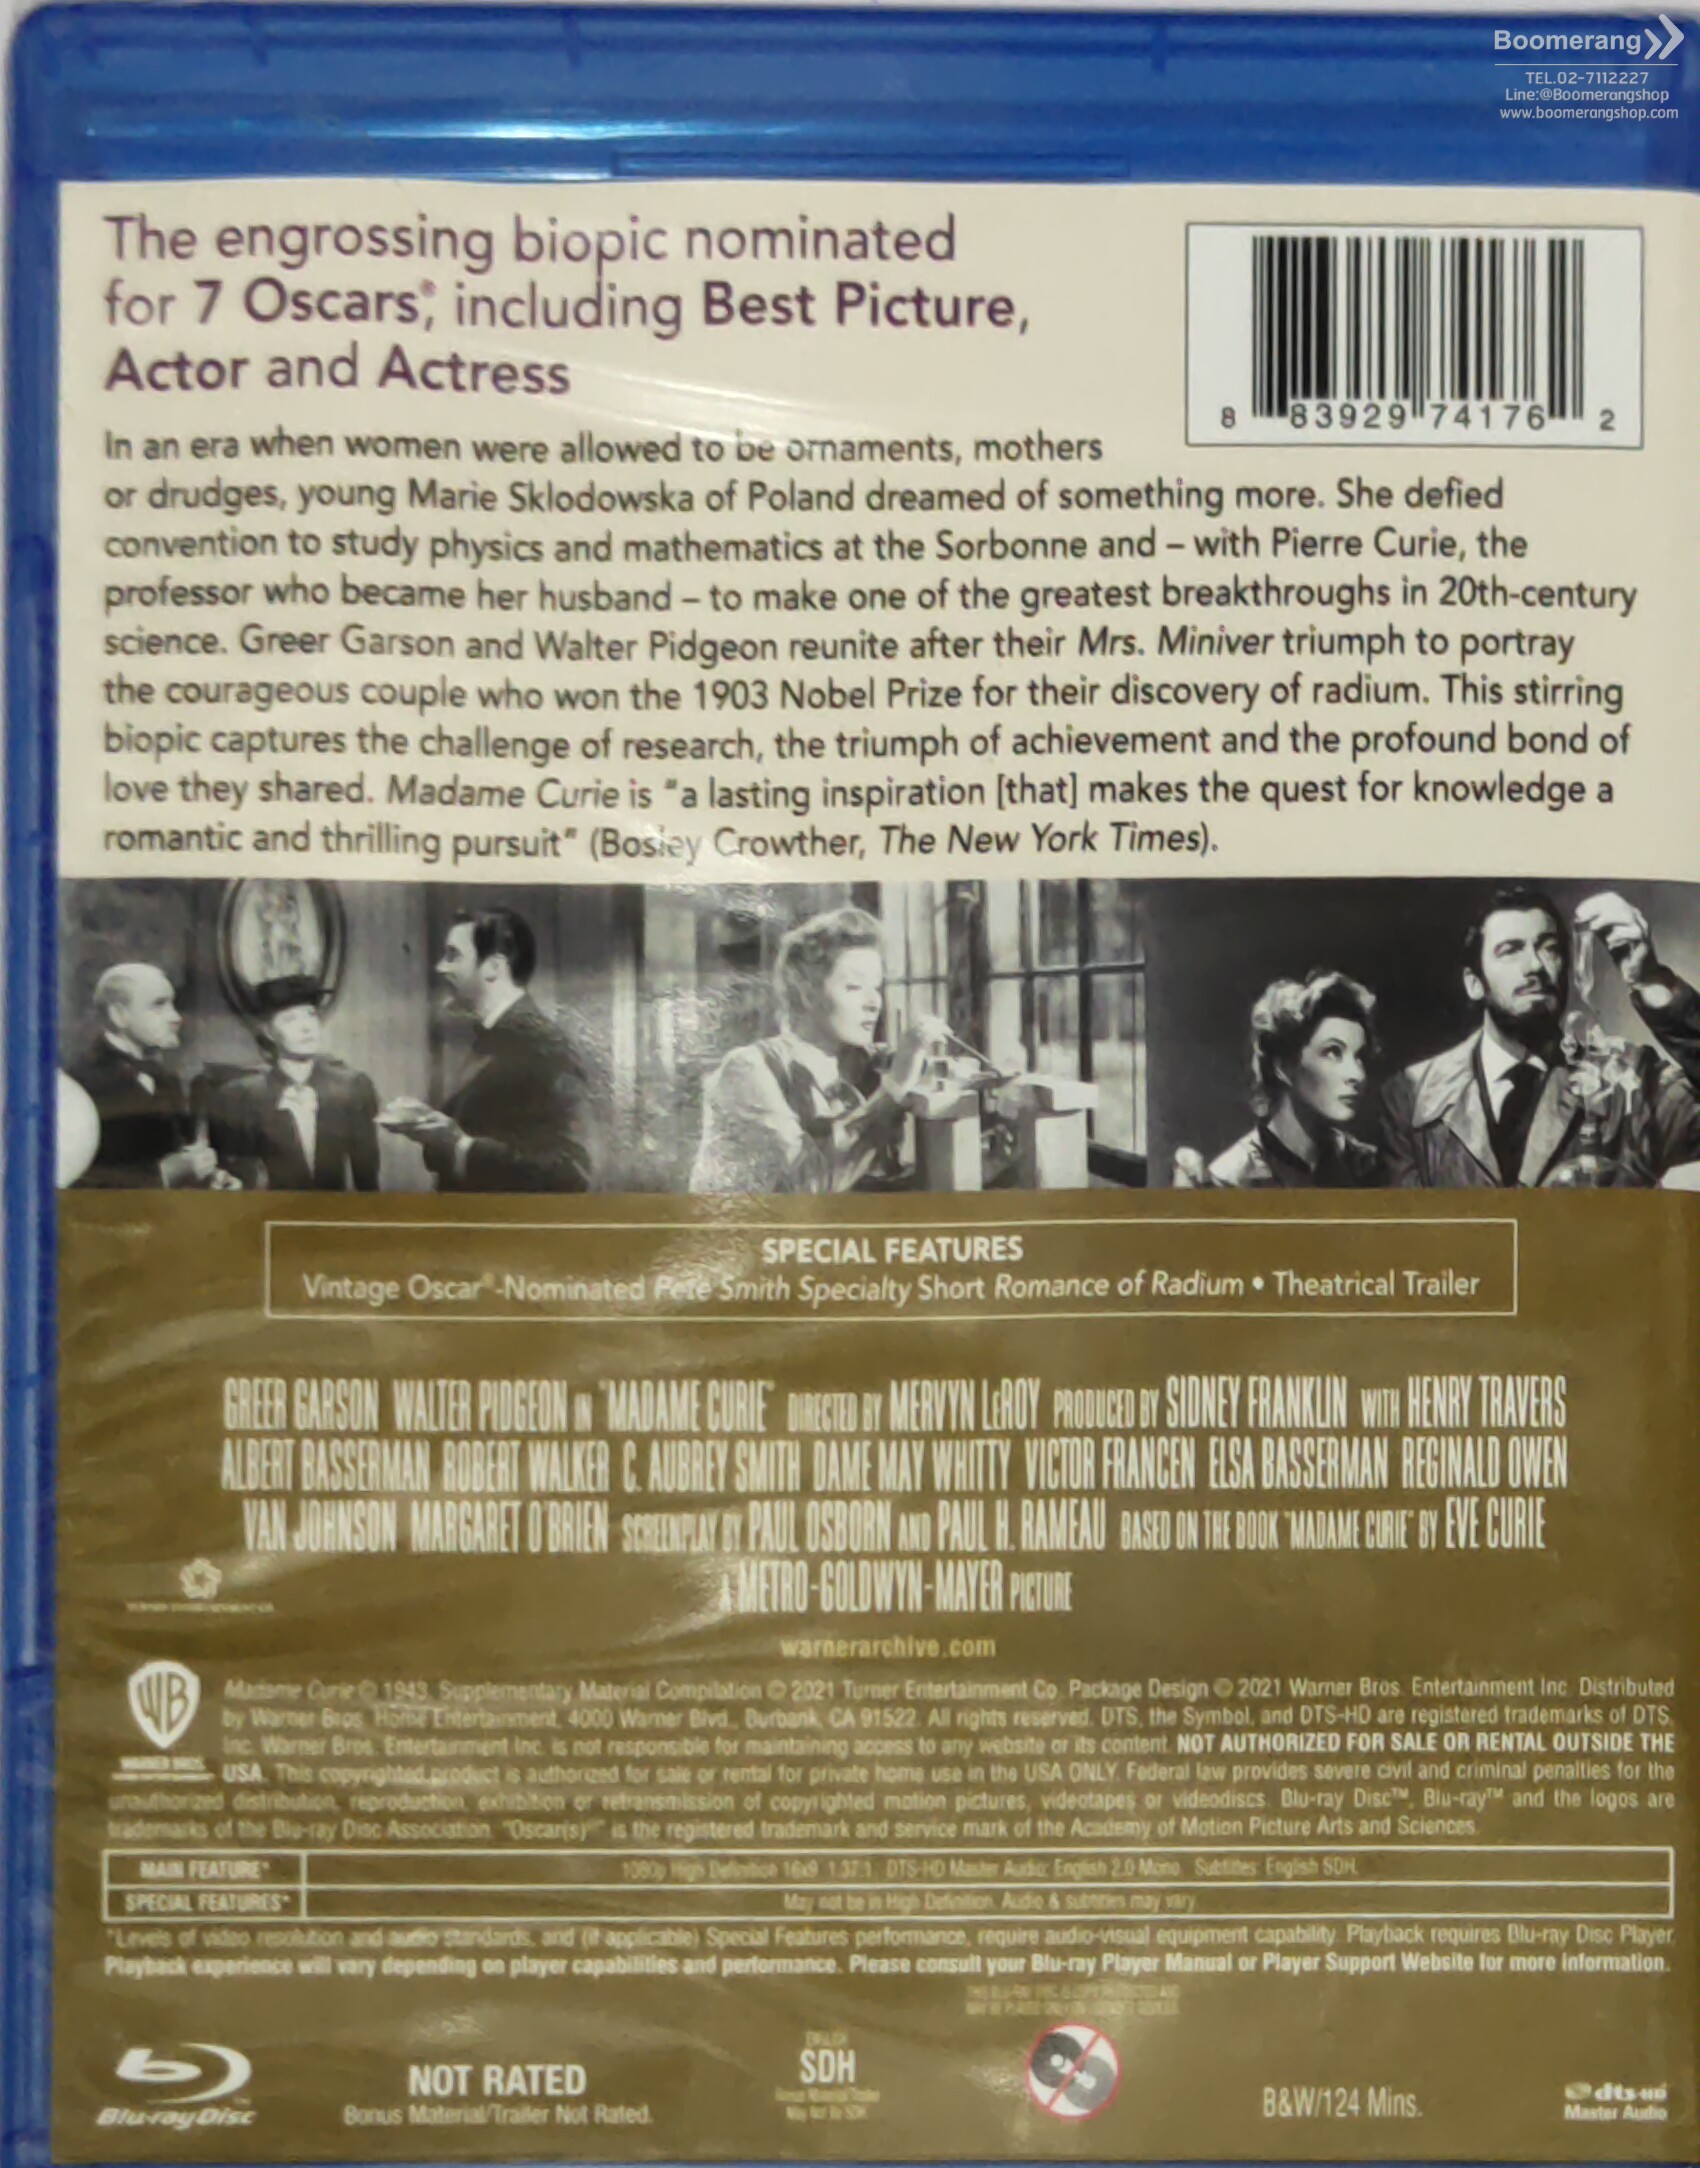 Boomerang
TEL.02-7112227
Line:@Boomerangshop
www.boomerangshop.com
The engrossing biopic nominated
for 7 Oscars®, including Best Picture,
Actor and Actress
8 83929 74176 2
In an era when women were allowed to be ornaments, mothers
or drudges, young Marie Sklodowska of Poland dreamed of something more. She defied
convention to study physics and mathematics at the Sorbonne and – with Pierre Curie, the
professor who became her husband – to make one of the greatest breakthroughs in 20th-century
science. Greer Garson and Walter Pidgeon reunite after their Mrs. Miniver triumph to portray
the courageous couple who won the 1903 Nobel Prize for their discovery of radium. This stirring
biopic captures the challenge of research, the triumph of achievement and the profound bond of
love they shared. Madame Curie is "a lasting inspiration [that] makes the quest for knowledge a
romantic and thrilling pursuit" (Bosley Crowther, The New York Times).
SPECIAL FEATURES
Vintage Oscar®-Nominated Pete Smith Specialty Short Romance of Radium • Theatrical Trailer
GREER GARSON WALTER PIDGEON IN "MADAME CURIE" DIRECTED BY MERVYN LeROY PRODUCED BY SIDNEY FRANKLIN WITH HENRY TRAVERS
ALBERT BASSERMAN ROBERT WALKER C. AUBREY SMITH DAME MAY WHITTY VICTOR FRANCEN ELSA BASSERMAN REGINALD OWEN
VAN JOHNSON MARGARET O'BRIEN SCREENPLAY BY PAUL OSBORN AND PAUL H. RAMEAU BASED ON THE BOOK "MADAME CURIE" BY EVE CURIE
A METRO-GOLDWYN-MAYER PICTURE
warnerarchive.com
WB
WARNER BROS.
Madame Curie © 1943. Supplementary Material Compilation © 2021 Turner Entertainment Co. Package Design © 2021 Warner Bros. Entertainment Inc. Distributed
by Warner Bros. Home Entertainment, 4000 Warner Blvd., Burbank, CA 91522. All rights reserved. DTS, the Symbol, and DTS-HD are registered trademarks of DTS,
Inc. Warner Bros. Entertainment Inc. is not responsible for maintaining access to any website or its content. NOT AUTHORIZED FOR SALE OR RENTAL OUTSIDE THE
USA. This copyrighted product is authorized for sale or rental for private home use in the USA ONLY. Federal law provides severe civil and criminal penalties for the
unauthorized distribution, reproduction, exhibition or retransmission of copyrighted motion pictures, videotapes or videodiscs. Blu-ray Disc™, Blu-ray™ and the logos are
trademarks of the Blu-ray Disc Association. "Oscar(s)®" is the registered trademark and service mark of the Academy of Motion Picture Arts and Sciences.
MAIN FEATURE* 1080p High Definition 16x9 1.37:1 DTS-HD Master Audio: English 2.0 Mono. Subtitles: English SDH.
SPECIAL FEATURES* May not be in High Definition. Audio & subtitles may vary.
*Levels of video resolution and audio standards, and (if applicable) Special Features performance, require audio-visual equipment capability. Playback requires Blu-ray Disc Player.
Playback experience will vary depending on player capabilities and performance. Please consult your Blu-ray Player Manual or Player Support Website for more information.
Blu-ray Disc
NOT RATED
Bonus Material/Trailer Not Rated.
ENGLISH
SDH
Bonus Material/Trailer
May Not Be SDH.
B&W/124 Mins.
dts-HD
Master Audio